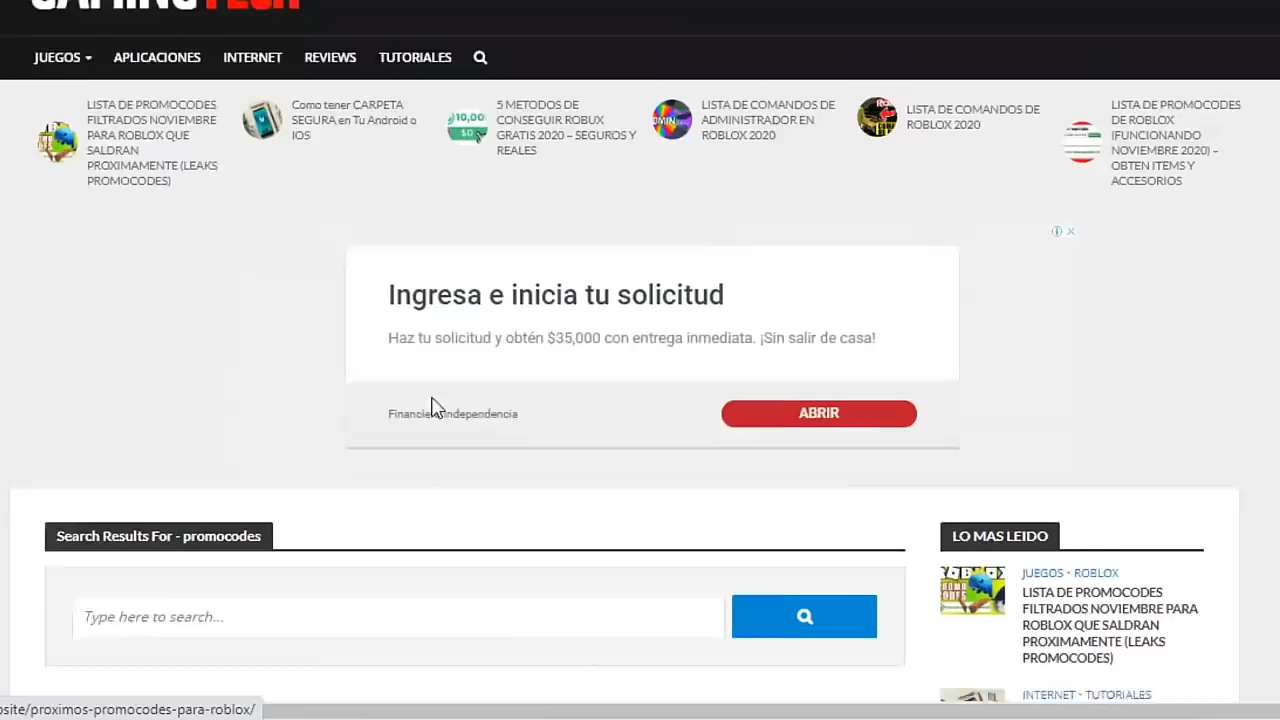 GAMINGTECH
JUEGOS
APLICACIONES
INTERNET
REVIEWS
TUTORIALES
LISTA DE PROMOCODES
FILTRADOS NOVIEMBRE
PARA ROBLOX QUE
SALDRAN
PROXIMAMENTE (LEAKS
PROMOCODES)
Como tener CARPETA
SEGURA en Tu Android o
IOS
5 METODOS DE
CONSEGUIR ROBUX
GRATIS 2020 – SEGUROS Y
REALES
LISTA DE COMANDOS DE
ADMINISTRADOR EN
ROBLOX 2020
LISTA DE COMANDOS DE
ROBLOX 2020
LISTA DE PROMOCODES
DE ROBLOX
(FUNCIONANDO
NOVIEMBRE 2020) –
OBTEN ITEMS Y
ACCESORIOS
Ingresa e inicia tu solicitud
Haz tu solicitud y obtén $35,000 con entrega inmediata. ¡Sin salir de casa!
Independencia
ABRIR
Search Results For - promocodes
Type here to search...
LO MAS LEIDO
JUEGOS - ROBLOX
LISTA DE PROMOCODES
FILTRADOS NOVIEMBRE PARA
ROBLOX QUE SALDRAN
PROXIMAMENTE (LEAKS
PROMOCODES)
INTERNET - TUTORIALES
osite/proximos-promocodes-para-roblox/